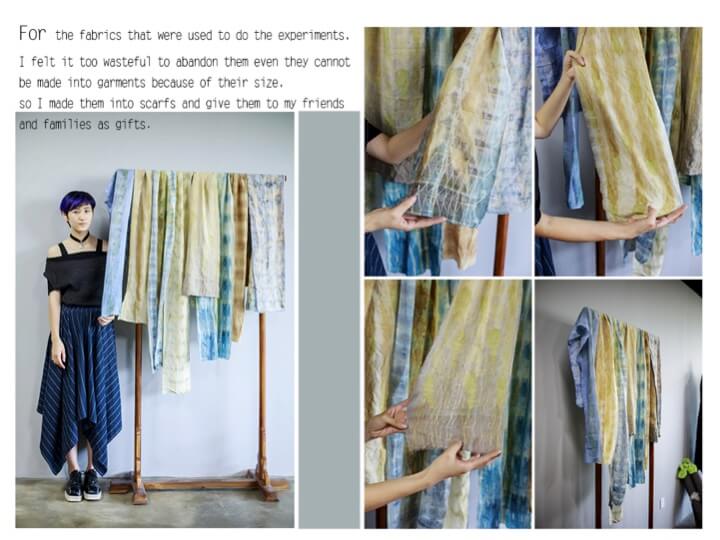 For the fabrics that were used to do the experiments.
I felt it too wasteful to abandon them even they cannot
be made into garments because of their size.
so I made them into scarfs and give them to my friends
and families as gifts.